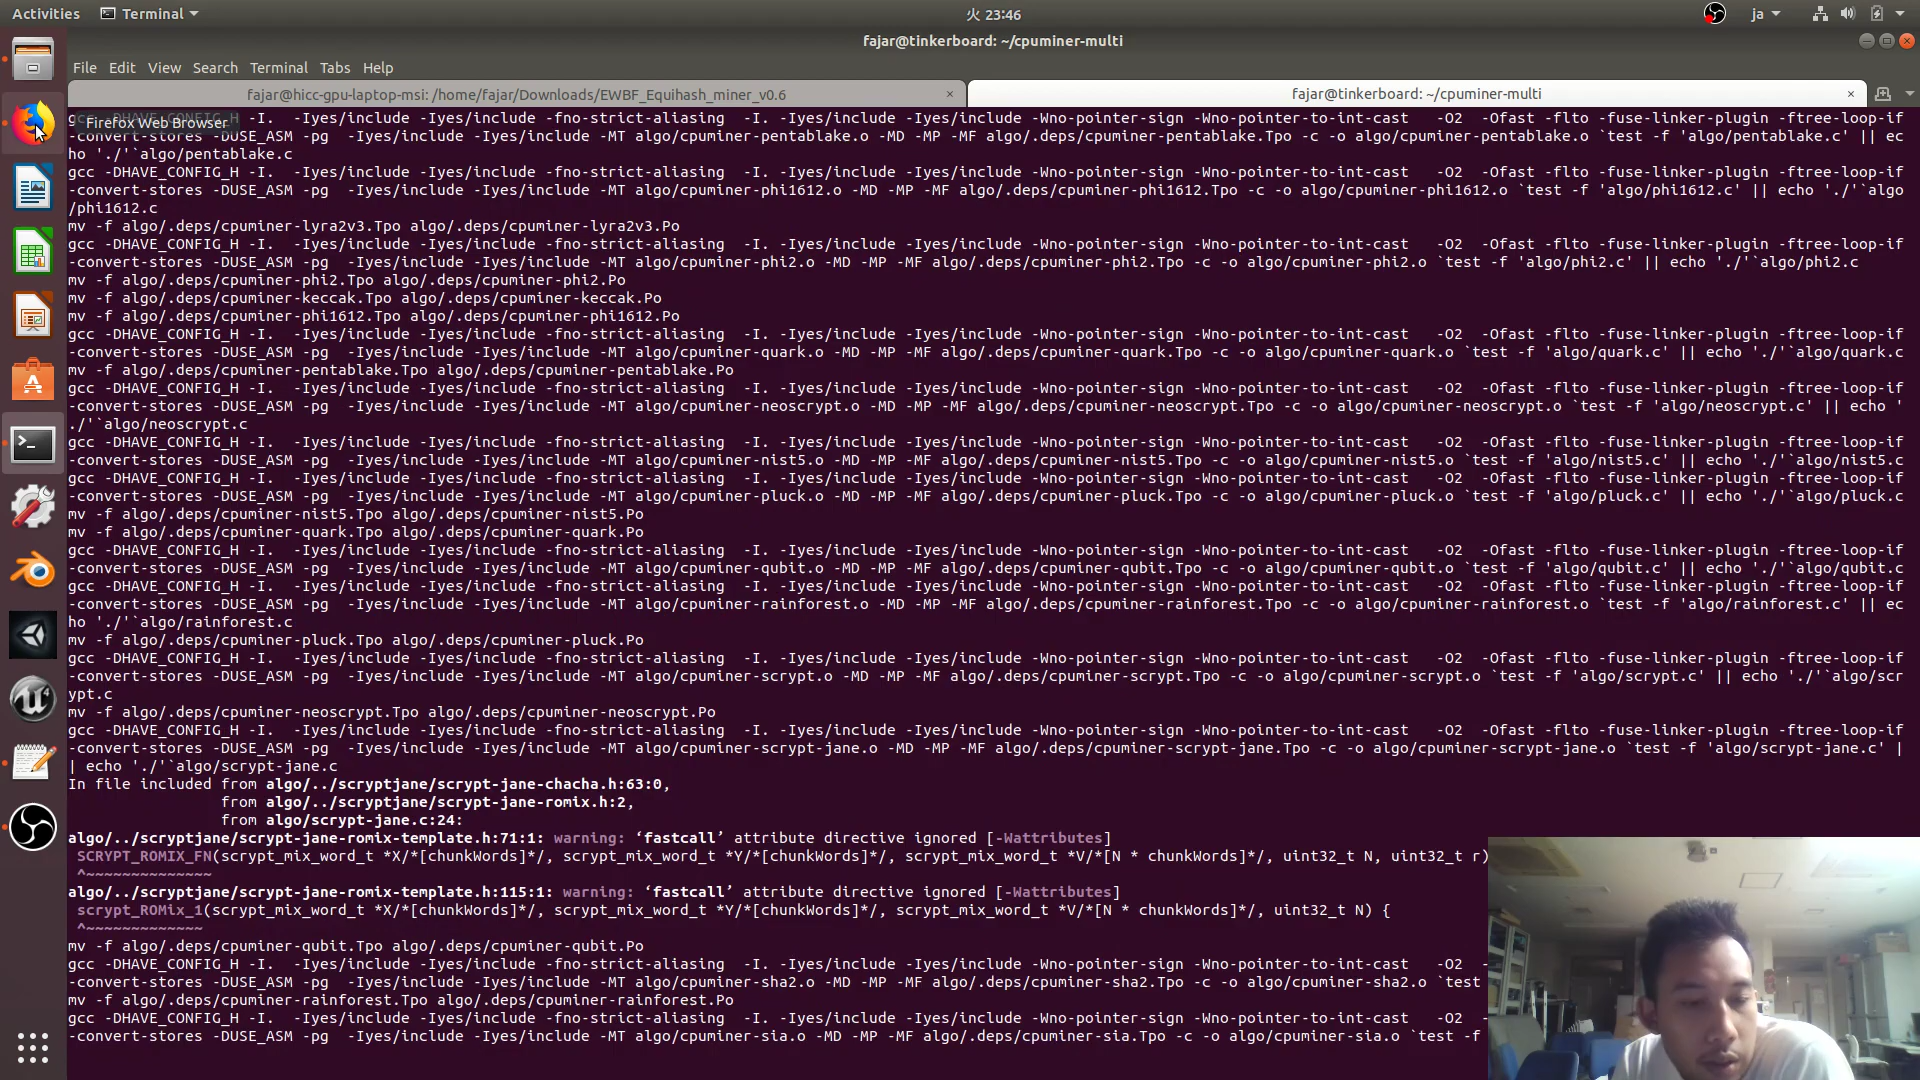 Activities Terminal 火 23:46 ja
fajar@tinkerboard: ~/cpuminer-multi
File Edit View Search Terminal Tabs Help
fajar@hicc-gpu-laptop-msi: /home/fajar/Downloads/EWBF_Equihash_miner_v0.6 × fajar@tinkerboard: ~/cpuminer-multi ×
Firefox Web Browser
gcc -DHAVE_CONFIG_H -I.  -Iyes/include -Iyes/include -fno-strict-aliasing  -I. -Iyes/include -Iyes/include -Wno-pointer-sign -Wno-pointer-to-int-cast   -O2  -Ofast -flto -fuse-linker-plugin -ftree-loop-if
-convert-stores -DUSE_ASM -pg  -Iyes/include -Iyes/include -MT algo/cpuminer-pentablake.o -MD -MP -MF algo/.deps/cpuminer-pentablake.Tpo -c -o algo/cpuminer-pentablake.o `test -f 'algo/pentablake.c' || ec
ho './'`algo/pentablake.c
gcc -DHAVE_CONFIG_H -I.  -Iyes/include -Iyes/include -fno-strict-aliasing  -I. -Iyes/include -Iyes/include -Wno-pointer-sign -Wno-pointer-to-int-cast   -O2  -Ofast -flto -fuse-linker-plugin -ftree-loop-if
-convert-stores -DUSE_ASM -pg  -Iyes/include -Iyes/include -MT algo/cpuminer-phi1612.o -MD -MP -MF algo/.deps/cpuminer-phi1612.Tpo -c -o algo/cpuminer-phi1612.o `test -f 'algo/phi1612.c' || echo './'`algo
/phi1612.c
mv -f algo/.deps/cpuminer-lyra2v3.Tpo algo/.deps/cpuminer-lyra2v3.Po
gcc -DHAVE_CONFIG_H -I.  -Iyes/include -Iyes/include -fno-strict-aliasing  -I. -Iyes/include -Iyes/include -Wno-pointer-sign -Wno-pointer-to-int-cast   -O2  -Ofast -flto -fuse-linker-plugin -ftree-loop-if
-convert-stores -DUSE_ASM -pg  -Iyes/include -Iyes/include -MT algo/cpuminer-phi2.o -MD -MP -MF algo/.deps/cpuminer-phi2.Tpo -c -o algo/cpuminer-phi2.o `test -f 'algo/phi2.c' || echo './'`algo/phi2.c
mv -f algo/.deps/cpuminer-phi2.Tpo algo/.deps/cpuminer-phi2.Po
mv -f algo/.deps/cpuminer-keccak.Tpo algo/.deps/cpuminer-keccak.Po
mv -f algo/.deps/cpuminer-phi1612.Tpo algo/.deps/cpuminer-phi1612.Po
gcc -DHAVE_CONFIG_H -I.  -Iyes/include -Iyes/include -fno-strict-aliasing  -I. -Iyes/include -Iyes/include -Wno-pointer-sign -Wno-pointer-to-int-cast   -O2  -Ofast -flto -fuse-linker-plugin -ftree-loop-if
-convert-stores -DUSE_ASM -pg  -Iyes/include -Iyes/include -MT algo/cpuminer-quark.o -MD -MP -MF algo/.deps/cpuminer-quark.Tpo -c -o algo/cpuminer-quark.o `test -f 'algo/quark.c' || echo './'`algo/quark.c
mv -f algo/.deps/cpuminer-pentablake.Tpo algo/.deps/cpuminer-pentablake.Po
gcc -DHAVE_CONFIG_H -I.  -Iyes/include -Iyes/include -fno-strict-aliasing  -I. -Iyes/include -Iyes/include -Wno-pointer-sign -Wno-pointer-to-int-cast   -O2  -Ofast -flto -fuse-linker-plugin -ftree-loop-if
-convert-stores -DUSE_ASM -pg  -Iyes/include -Iyes/include -MT algo/cpuminer-neoscrypt.o -MD -MP -MF algo/.deps/cpuminer-neoscrypt.Tpo -c -o algo/cpuminer-neoscrypt.o `test -f 'algo/neoscrypt.c' || echo '
./'`algo/neoscrypt.c
gcc -DHAVE_CONFIG_H -I.  -Iyes/include -Iyes/include -fno-strict-aliasing  -I. -Iyes/include -Iyes/include -Wno-pointer-sign -Wno-pointer-to-int-cast   -O2  -Ofast -flto -fuse-linker-plugin -ftree-loop-if
-convert-stores -DUSE_ASM -pg  -Iyes/include -Iyes/include -MT algo/cpuminer-nist5.o -MD -MP -MF algo/.deps/cpuminer-nist5.Tpo -c -o algo/cpuminer-nist5.o `test -f 'algo/nist5.c' || echo './'`algo/nist5.c
gcc -DHAVE_CONFIG_H -I.  -Iyes/include -Iyes/include -fno-strict-aliasing  -I. -Iyes/include -Iyes/include -Wno-pointer-sign -Wno-pointer-to-int-cast   -O2  -Ofast -flto -fuse-linker-plugin -ftree-loop-if
-convert-stores -DUSE_ASM -pg  -Iyes/include -Iyes/include -MT algo/cpuminer-pluck.o -MD -MP -MF algo/.deps/cpuminer-pluck.Tpo -c -o algo/cpuminer-pluck.o `test -f 'algo/pluck.c' || echo './'`algo/pluck.c
mv -f algo/.deps/cpuminer-nist5.Tpo algo/.deps/cpuminer-nist5.Po
mv -f algo/.deps/cpuminer-quark.Tpo algo/.deps/cpuminer-quark.Po
gcc -DHAVE_CONFIG_H -I.  -Iyes/include -Iyes/include -fno-strict-aliasing  -I. -Iyes/include -Iyes/include -Wno-pointer-sign -Wno-pointer-to-int-cast   -O2  -Ofast -flto -fuse-linker-plugin -ftree-loop-if
-convert-stores -DUSE_ASM -pg  -Iyes/include -Iyes/include -MT algo/cpuminer-qubit.o -MD -MP -MF algo/.deps/cpuminer-qubit.Tpo -c -o algo/cpuminer-qubit.o `test -f 'algo/qubit.c' || echo './'`algo/qubit.c
gcc -DHAVE_CONFIG_H -I.  -Iyes/include -Iyes/include -fno-strict-aliasing  -I. -Iyes/include -Iyes/include -Wno-pointer-sign -Wno-pointer-to-int-cast   -O2  -Ofast -flto -fuse-linker-plugin -ftree-loop-if
-convert-stores -DUSE_ASM -pg  -Iyes/include -Iyes/include -MT algo/cpuminer-rainforest.o -MD -MP -MF algo/.deps/cpuminer-rainforest.Tpo -c -o algo/cpuminer-rainforest.o `test -f 'algo/rainforest.c' || ec
ho './'`algo/rainforest.c
mv -f algo/.deps/cpuminer-pluck.Tpo algo/.deps/cpuminer-pluck.Po
gcc -DHAVE_CONFIG_H -I.  -Iyes/include -Iyes/include -fno-strict-aliasing  -I. -Iyes/include -Iyes/include -Wno-pointer-sign -Wno-pointer-to-int-cast   -O2  -Ofast -flto -fuse-linker-plugin -ftree-loop-if
-convert-stores -DUSE_ASM -pg  -Iyes/include -Iyes/include -MT algo/cpuminer-scrypt.o -MD -MP -MF algo/.deps/cpuminer-scrypt.Tpo -c -o algo/cpuminer-scrypt.o `test -f 'algo/scrypt.c' || echo './'`algo/scr
ypt.c
mv -f algo/.deps/cpuminer-neoscrypt.Tpo algo/.deps/cpuminer-neoscrypt.Po
gcc -DHAVE_CONFIG_H -I.  -Iyes/include -Iyes/include -fno-strict-aliasing  -I. -Iyes/include -Iyes/include -Wno-pointer-sign -Wno-pointer-to-int-cast   -O2  -Ofast -flto -fuse-linker-plugin -ftree-loop-if
-convert-stores -DUSE_ASM -pg  -Iyes/include -Iyes/include -MT algo/cpuminer-scrypt-jane.o -MD -MP -MF algo/.deps/cpuminer-scrypt-jane.Tpo -c -o algo/cpuminer-scrypt-jane.o `test -f 'algo/scrypt-jane.c' |
| echo './'`algo/scrypt-jane.c
In file included from algo/../scryptjane/scrypt-jane-chacha.h:63:0,
from algo/../scryptjane/scrypt-jane-romix.h:2,
from algo/scrypt-jane.c:24:
algo/../scryptjane/scrypt-jane-romix-template.h:71:1: warning: ‘fastcall’ attribute directive ignored [-Wattributes]
SCRYPT_ROMIX_FN(scrypt_mix_word_t *X/*[chunkWords]*/, scrypt_mix_word_t *Y/*[chunkWords]*/, scrypt_mix_word_t *V/*[N * chunkWords]*/, uint32_t N, uint32_t r)
^~~~~~~~~~~~~~~
algo/../scryptjane/scrypt-jane-romix-template.h:115:1: warning: ‘fastcall’ attribute directive ignored [-Wattributes]
scrypt_ROMix_1(scrypt_mix_word_t *X/*[chunkWords]*/, scrypt_mix_word_t *Y/*[chunkWords]*/, scrypt_mix_word_t *V/*[N * chunkWords]*/, uint32_t N) {
^~~~~~~~~~~~~~
mv -f algo/.deps/cpuminer-qubit.Tpo algo/.deps/cpuminer-qubit.Po
gcc -DHAVE_CONFIG_H -I.  -Iyes/include -Iyes/include -fno-strict-aliasing  -I. -Iyes/include -Iyes/include -Wno-pointer-sign -Wno-pointer-to-int-cast   -O2  -
-convert-stores -DUSE_ASM -pg  -Iyes/include -Iyes/include -MT algo/cpuminer-sha2.o -MD -MP -MF algo/.deps/cpuminer-sha2.Tpo -c -o algo/cpuminer-sha2.o `test
mv -f algo/.deps/cpuminer-rainforest.Tpo algo/.deps/cpuminer-rainforest.Po
gcc -DHAVE_CONFIG_H -I.  -Iyes/include -Iyes/include -fno-strict-aliasing  -I. -Iyes/include -Iyes/include -Wno-pointer-sign -Wno-pointer-to-int-cast   -O2  -
-convert-stores -DUSE_ASM -pg  -Iyes/include -Iyes/include -MT algo/cpuminer-sia.o -MD -MP -MF algo/.deps/cpuminer-sia.Tpo -c -o algo/cpuminer-sia.o `test -f